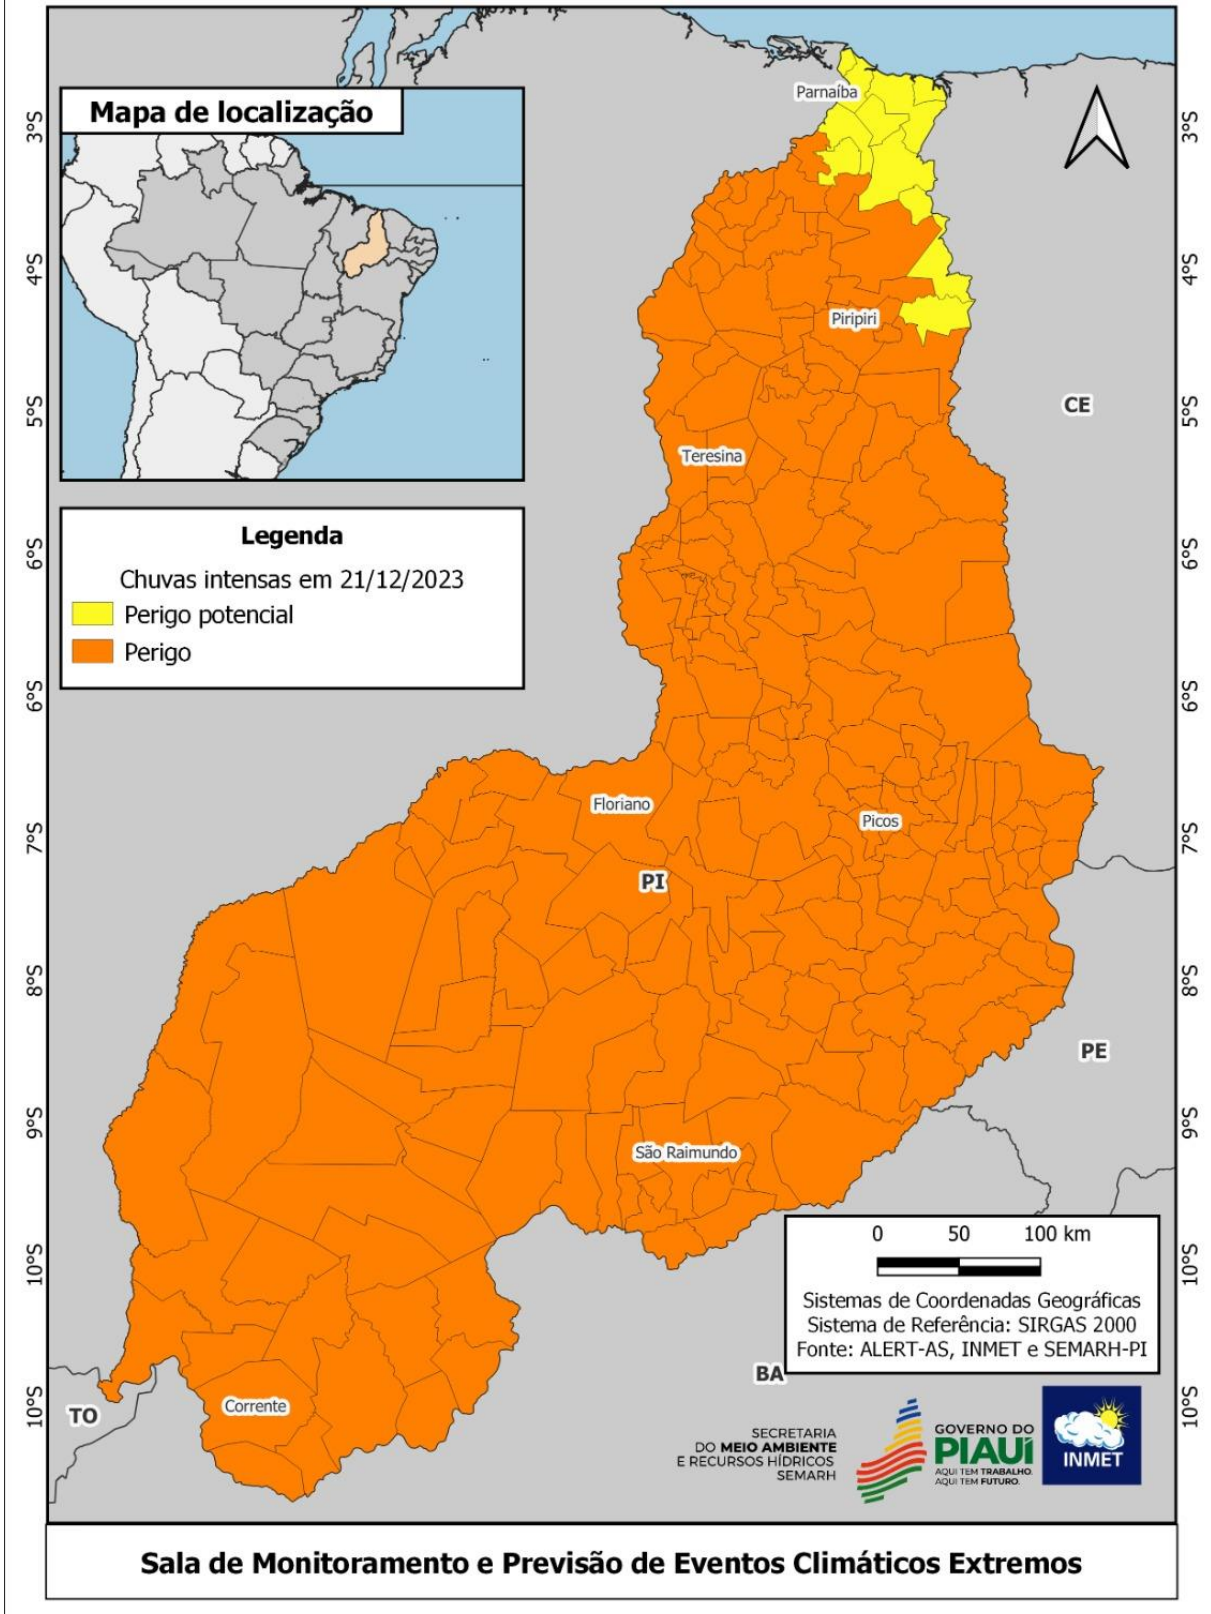 Mapa de localização
Legenda
Chuvas intensas em 21/12/2023
Perigo potencial
Perigo
3°S
4°S
5°S
6°S
6°S
7°S
8°S
9°S
10°S
10°S
3°S
4°S
5°S
6°S
6°S
7°S
8°S
9°S
10°S
10°S
Parnaíba
Piripiri
CE
Teresina
Floriano
Picos
PI
PE
São Raimundo
Corrente
TO
BA
0 50 100 km
Sistemas de Coordenadas Geográficas
Sistema de Referência: SIRGAS 2000
Fonte: ALERT-AS, INMET e SEMARH-PI
SECRETARIA
DO MEIO AMBIENTE
E RECURSOS HÍDRICOS
SEMARH
GOVERNO DO
PIAUÍ
AQUI TEM TRABALHO.
AQUI TEM FUTURO.
INMET
Sala de Monitoramento e Previsão de Eventos Climáticos Extremos